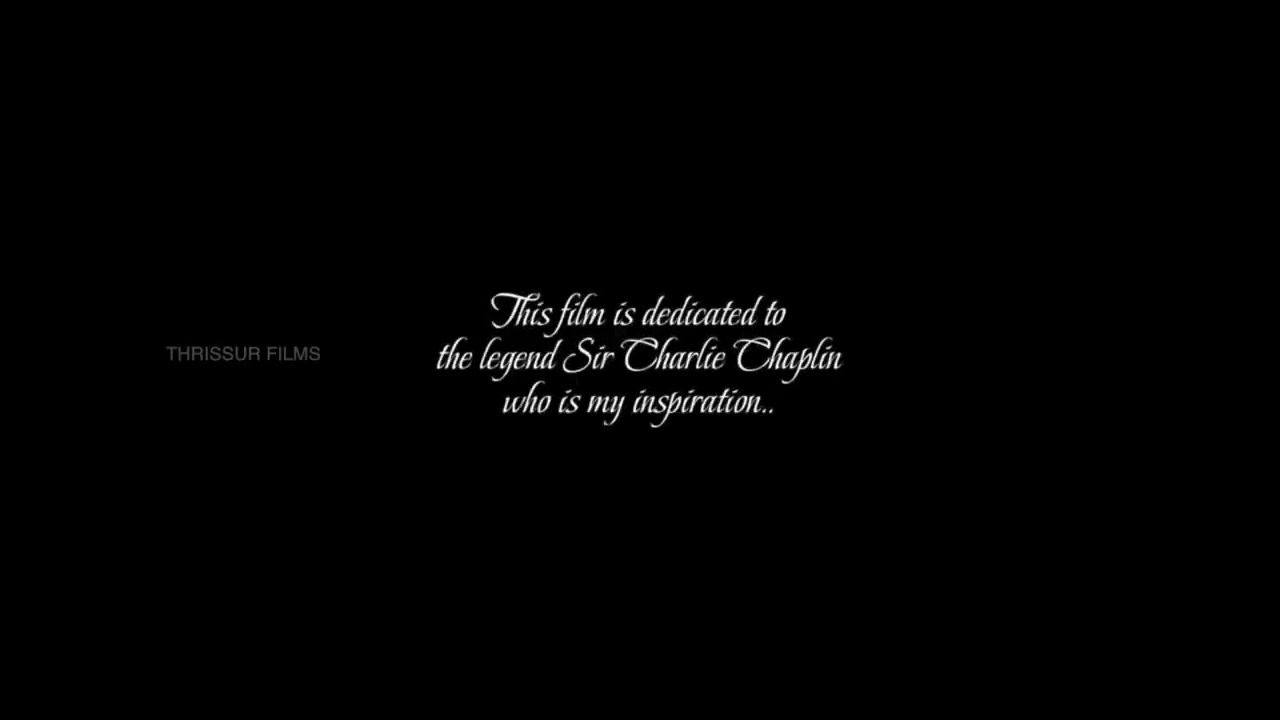 This film is dedicated to
the legend Sir Charlie Chaplin
who is my inspiration..
THRISSUR FILMS